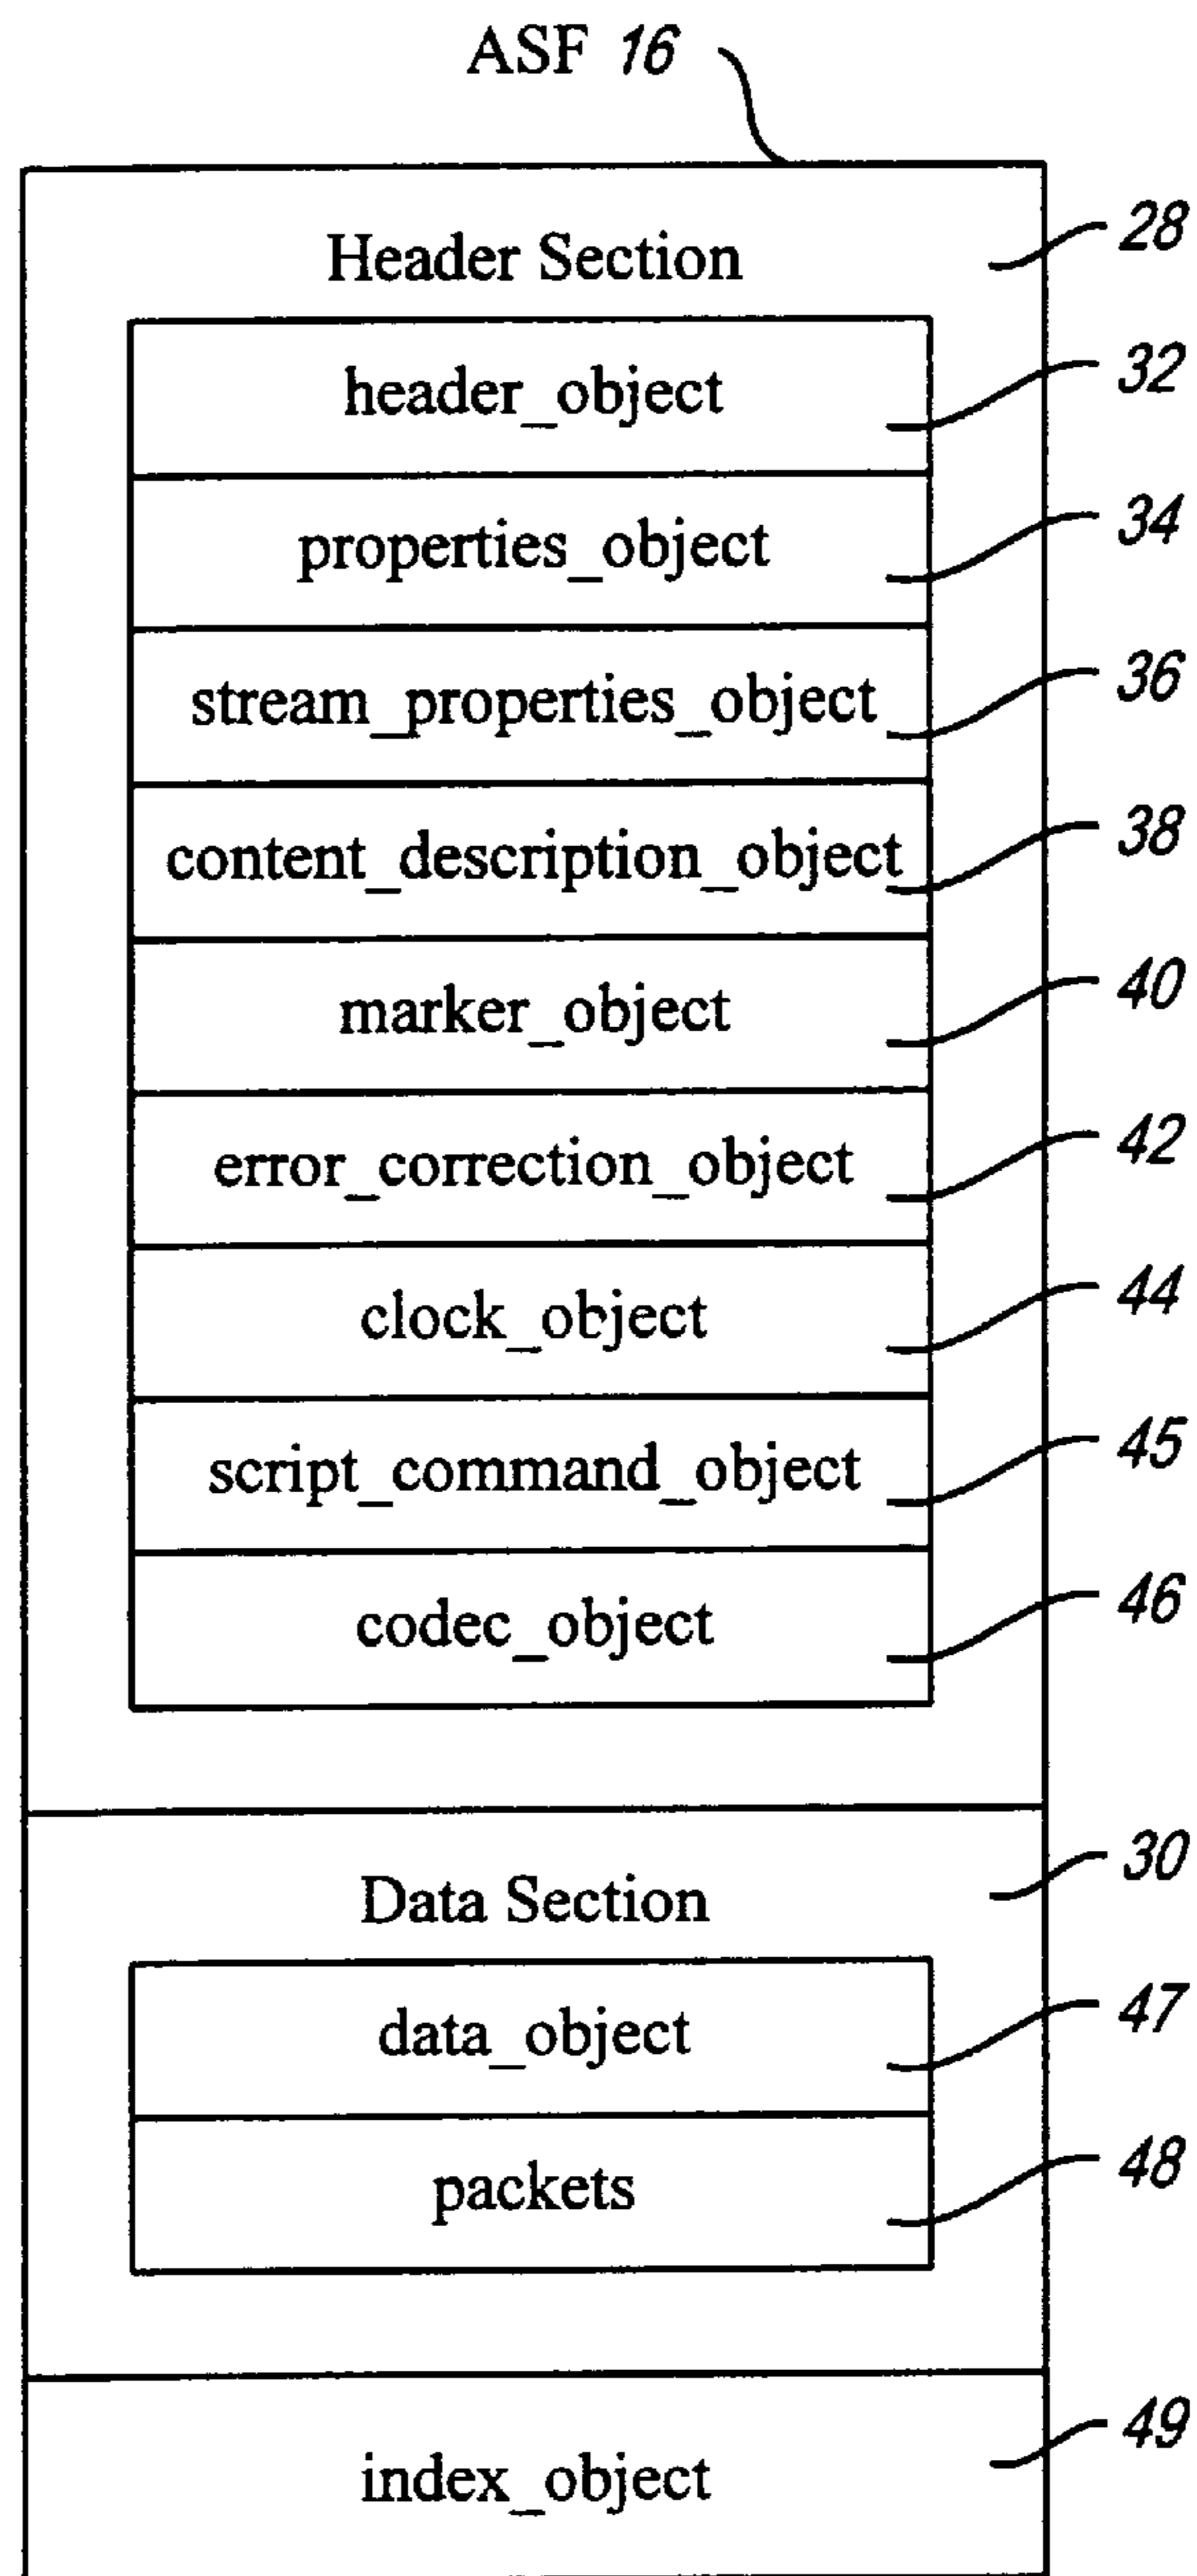 ASF 16
Header Section 28
header_object 32
properties_object 34
stream_properties_object 36
content_description_object 38
marker_object 40
error_correction_object 42
clock_object 44
script_command_object 45
codec_object 46
Data Section 30
data_object 47
packets 48
index_object 49